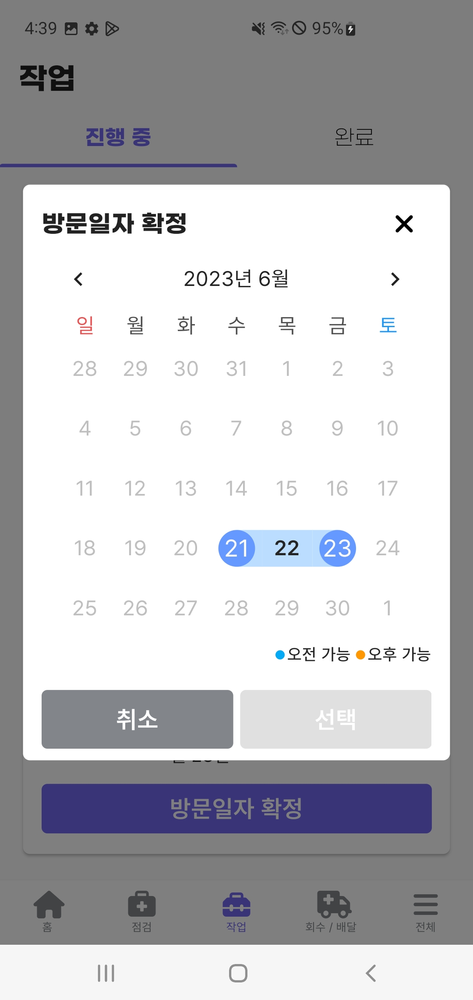 4:39 95%
작업
진행 중 완료
방문일자 확정
2023년 6월
일 월 화 수 목 금 토
28 29 30 31 1 2 3
4 5 6 7 8 9 10
11 12 13 14 15 16 17
18 19 20 21 22 23 24
25 26 27 28 29 30 1
오전 가능 오후 가능
취소 선택
방문일자 확정
홈 점검 작업 회수 / 배달 전체